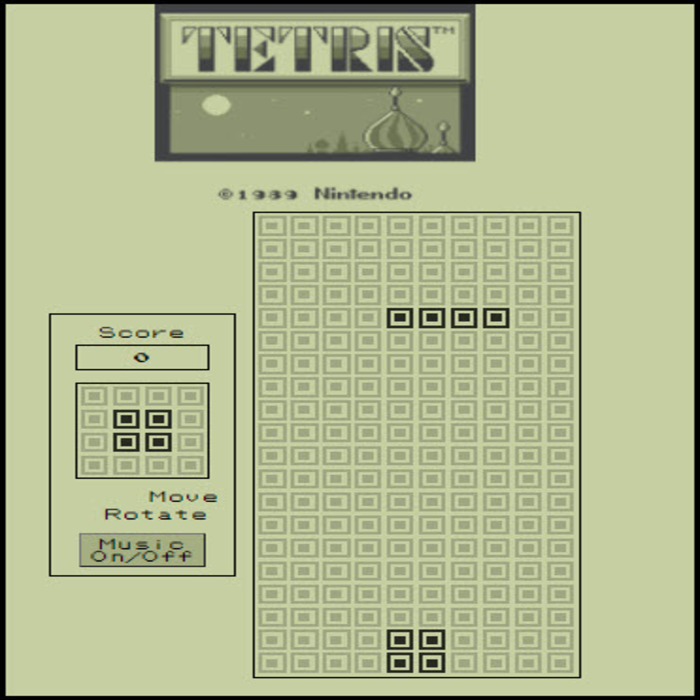 TETRIS™
©1989 Nintendo
Score
0
Move
Rotate
Music
On/Off